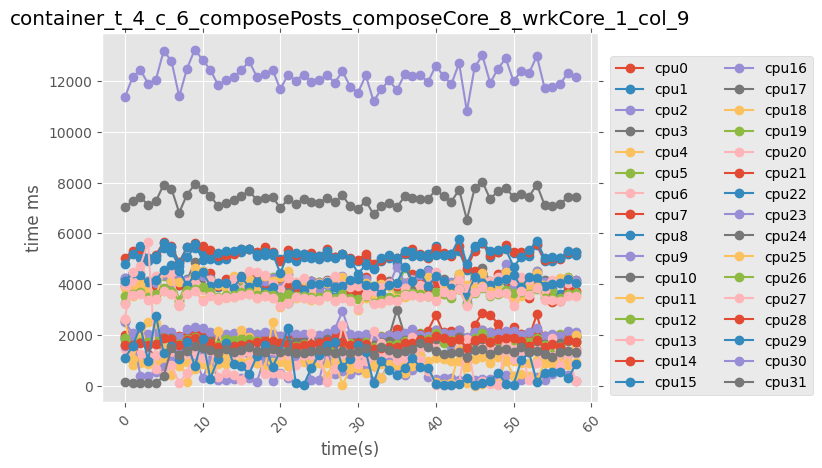 container_t_4_c_6_composePosts_composeCore_8_wrkCore_1_col_9
time ms
12000
10000
8000
6000
4000
2000
0
0 10 20 30 40 50 60
time(s)
cpu0 cpu16
cpu1 cpu17
cpu2 cpu18
cpu3 cpu19
cpu4 cpu20
cpu5 cpu21
cpu6 cpu22
cpu7 cpu23
cpu8 cpu24
cpu9 cpu25
cpu10 cpu26
cpu11 cpu27
cpu12 cpu28
cpu13 cpu29
cpu14 cpu30
cpu15 cpu31